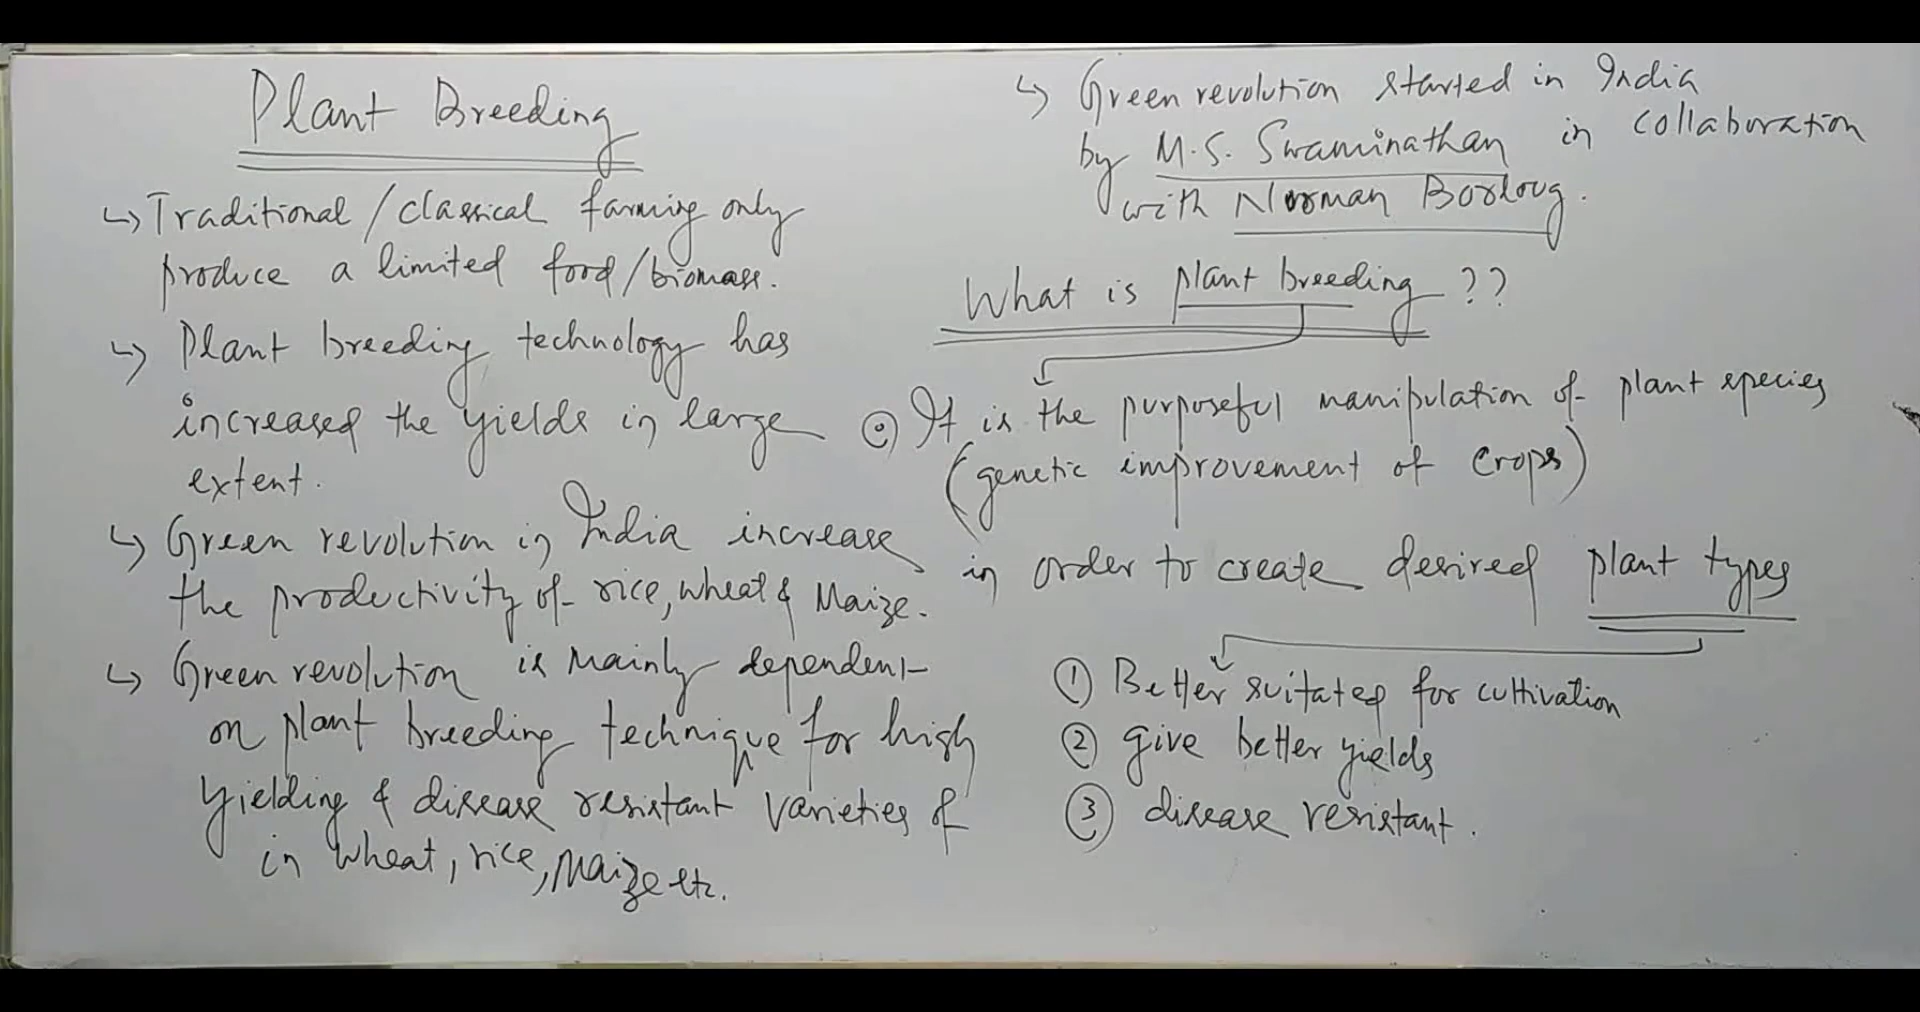 Plant Breeding
↳ Traditional / classical farming only
produce a limited food/biomass.
↳ Plant breeding technology has
increased the yields in large
extent.
↳ Green revolution in India increase
the productivity of rice, wheat & Maize.
↳ Green revolution is Mainly dependent
on plant breeding technique for high
yielding & disease resistant varieties of
in wheat, rice, Maize etc.
↳ Green revolution started in India
by M.S. Swaminathan in collaboration
with Norman Borloug.
What is plant breeding ??
It is the purposeful manipulation of plant species
(genetic improvement of crops)
in order to create desired plant types
① Better suitated for cultivation
② give better yields
③ disease resistant.